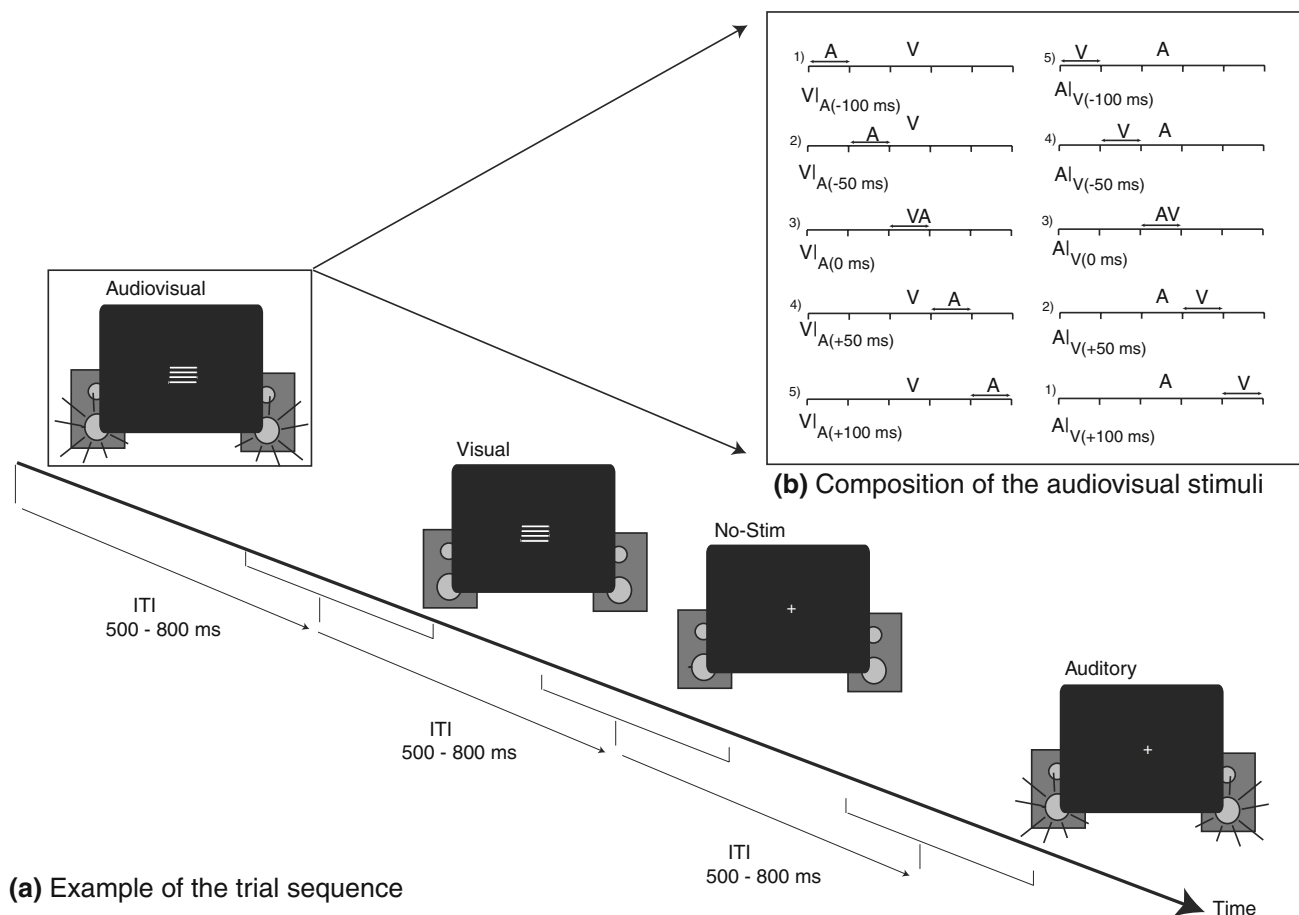 Audiovisual
Visual
No-Stim
Auditory
ITI
500 - 800 ms
ITI
500 - 800 ms
ITI
500 - 800 ms
Time
(a) Example of the trial sequence
1) A V
V|A(-100 ms)
2) A V
V|A(-50 ms)
3) VA
V|A(0 ms)
4) V A
V|A(+50 ms)
5) V A
V|A(+100 ms)
5) V A
A|V(-100 ms)
4) V A
A|V(-50 ms)
3) AV
A|V(0 ms)
2) A V
A|V(+50 ms)
1) A V
A|V(+100 ms)
(b) Composition of the audiovisual stimuli